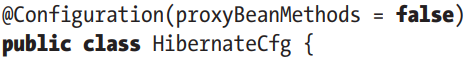 @Configuration(proxyBeanMethods = false)
public class HibernateCfg {